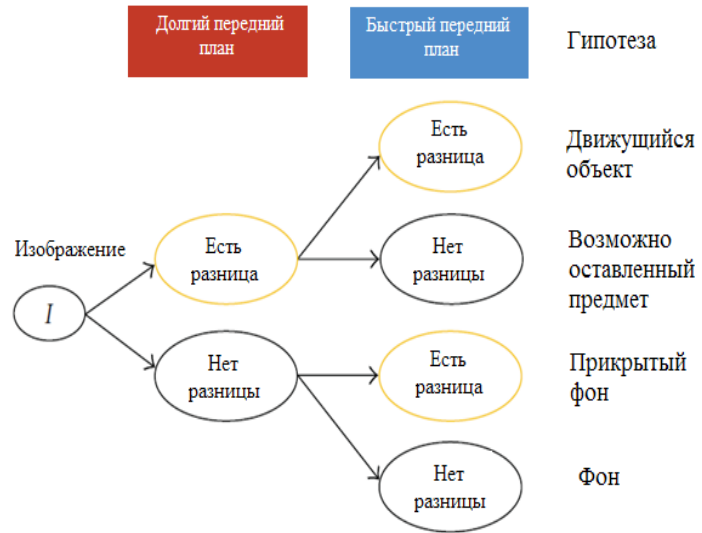 Долгий передний
план
Быстрый передний
план
Гипотеза
Есть
разница
Движущийся
объект
Изображение
Есть
разница
Нет
разницы
Возможно
оставленный
предмет
I
Нет
разницы
Есть
разница
Прикрытый
фон
Нет
разницы
Фон